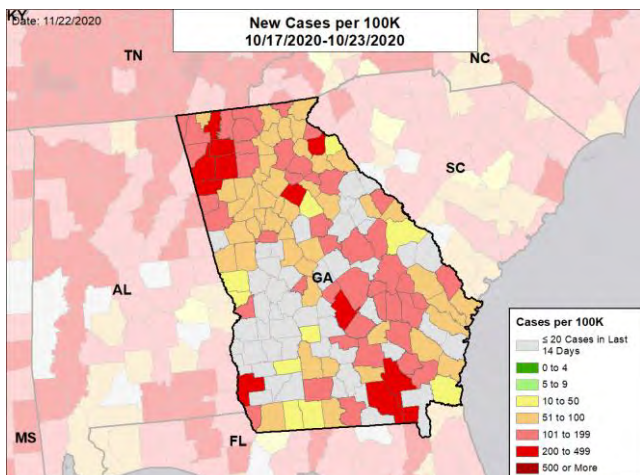 KY
Date: 11/22/2020
New Cases per 100K
10/17/2020-10/23/2020
TN
NC
SC
AL
GA
MS
FL
Cases per 100K
≤ 20 Cases in Last
14 Days
0 to 4
5 to 9
10 to 50
51 to 100
101 to 199
200 to 499
500 or More